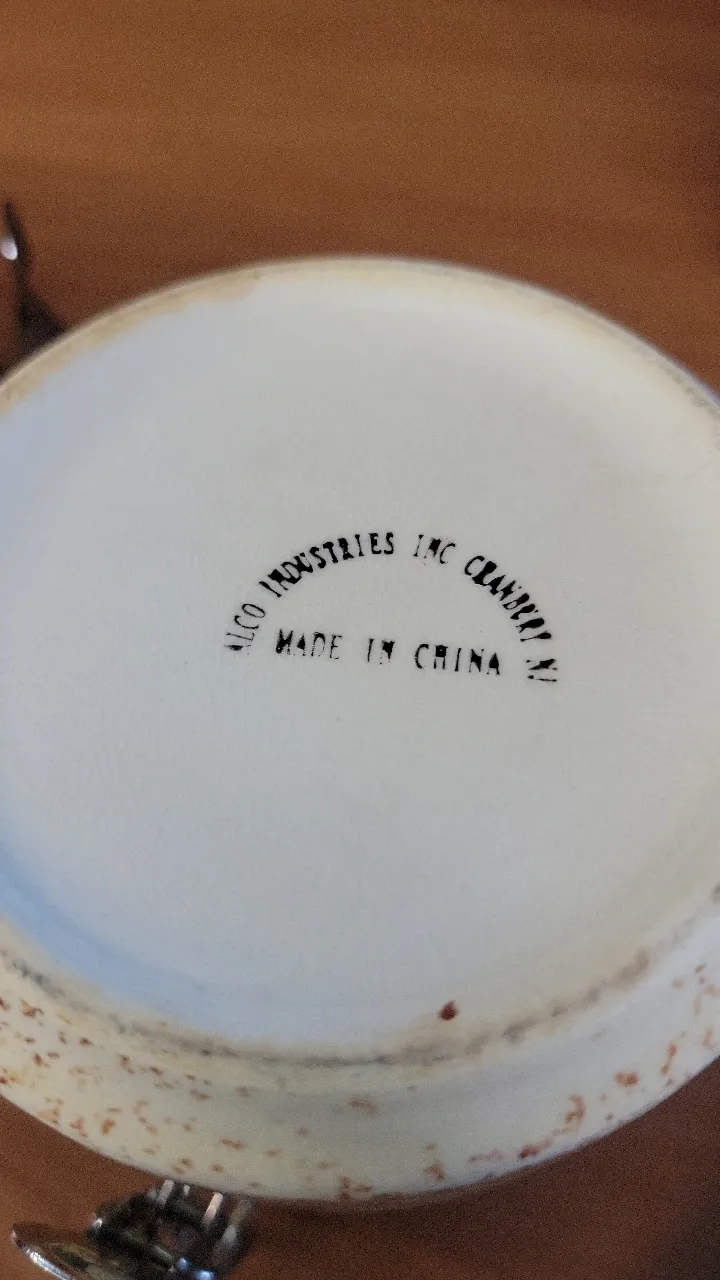 ALCO INDUSTRIES INC CRANBURY NJ
MADE IN CHINA